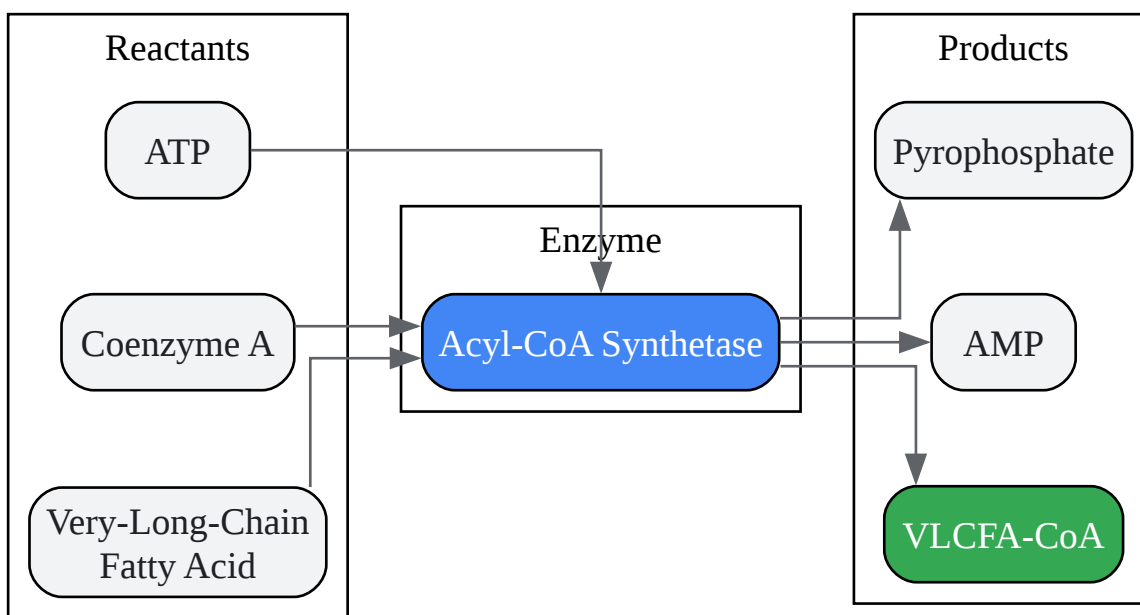 Reactants
ATP
Coenzyme A
Very-Long-Chain
Fatty Acid
Enzyme
Acyl-CoA Synthetase
Products
Pyrophosphate
AMP
VLCFA-CoA